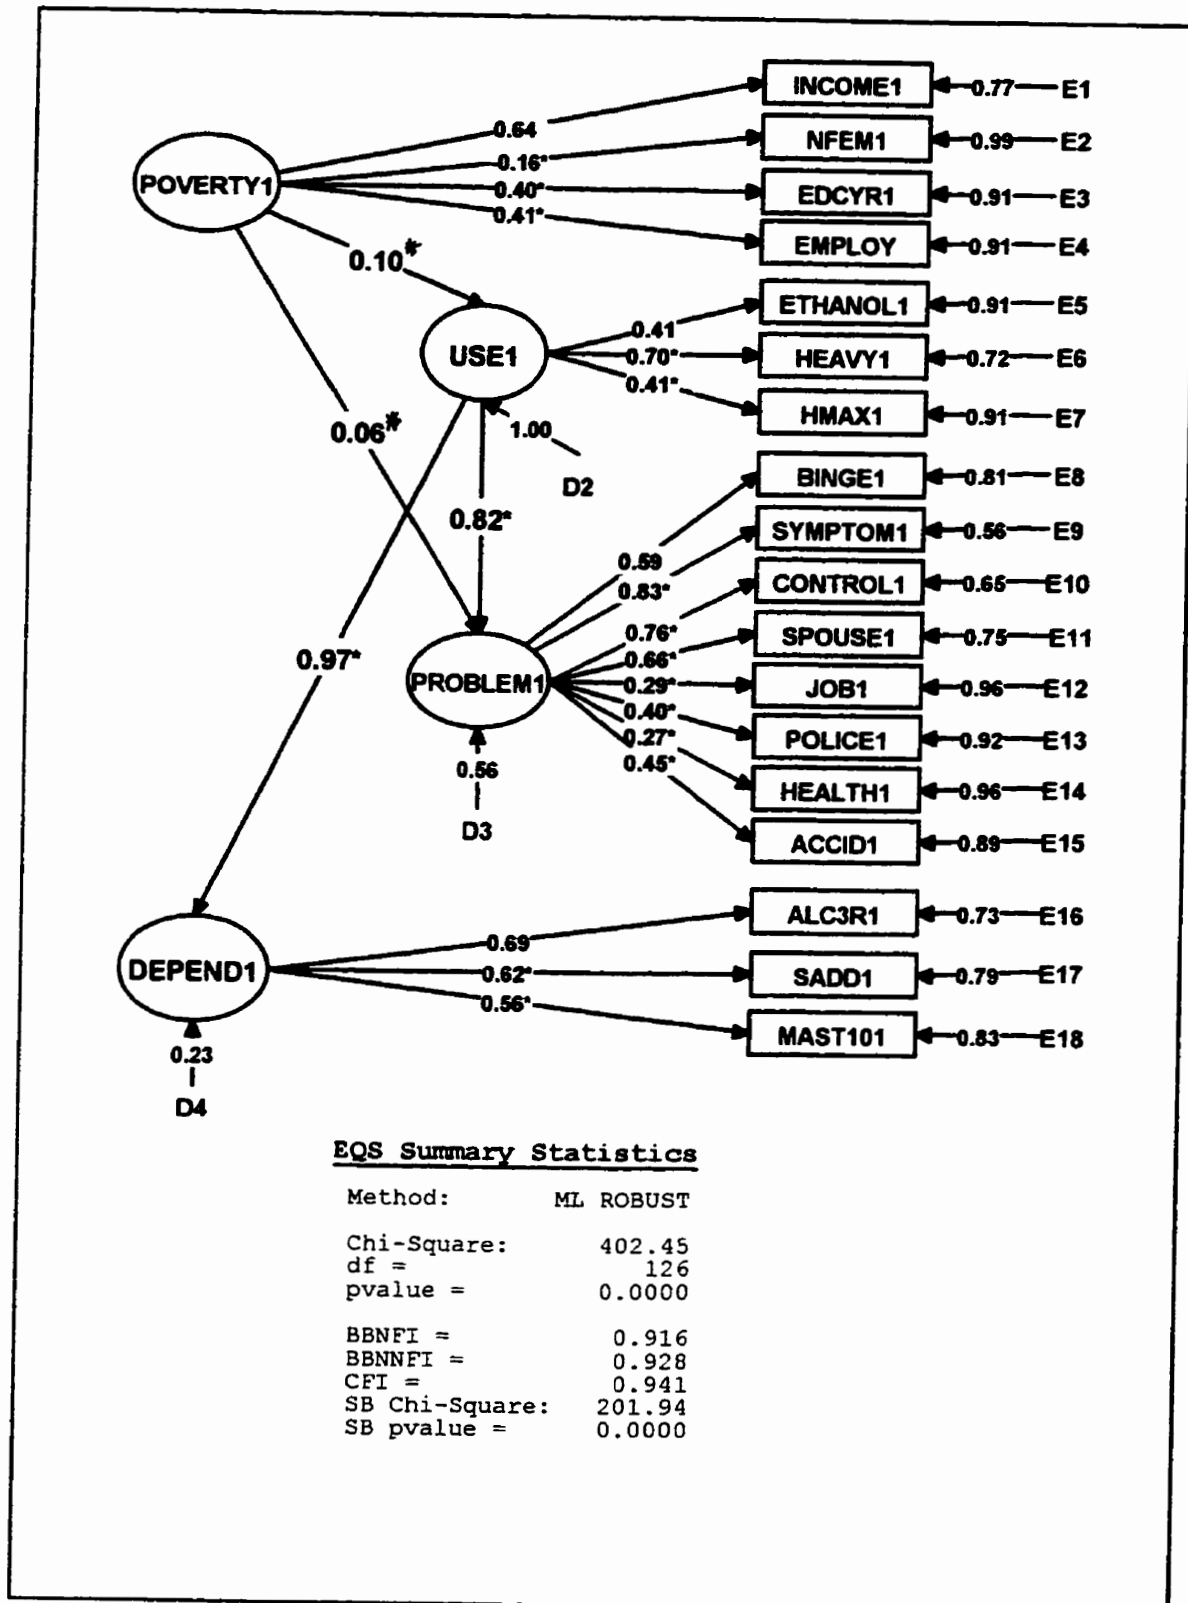 INCOME1 0.77 E1
0.64
NFEM1 0.99 E2
0.16*
POVERTY1
EDCYR1 0.91 E3
0.40*
0.41*
EMPLOY 0.91 E4
0.10*
ETHANOL1 0.91 E5
0.41
USE1
0.70*
HEAVY1 0.72 E6
0.41*
HMAX1 0.91 E7
0.06*
1.00
D2
BINGE1 0.81 E8
0.82*
SYMPTOM1 0.56 E9
0.59
0.83*
CONTROL1 0.65 E10
0.76*
SPOUSE1 0.75 E11
0.97*
0.66*
PROBLEM1
0.29*
JOB1 0.96 E12
0.40*
POLICE1 0.92 E13
0.27*
0.45*
0.56
HEALTH1 0.96 E14
D3
ACCID1 0.89 E15
ALC3R1 0.73 E16
0.69
DEPEND1
0.62*
SADD1 0.79 E17
0.56*
MAST101 0.83 E18
0.23
D4
EQS Summary Statistics
Method: ML ROBUST
Chi-Square: 402.45
df = 126
pvalue = 0.0000
BBNFI = 0.916
BBNNFI = 0.928
CFI = 0.941
SB Chi-Square: 201.94
SB pvalue = 0.0000